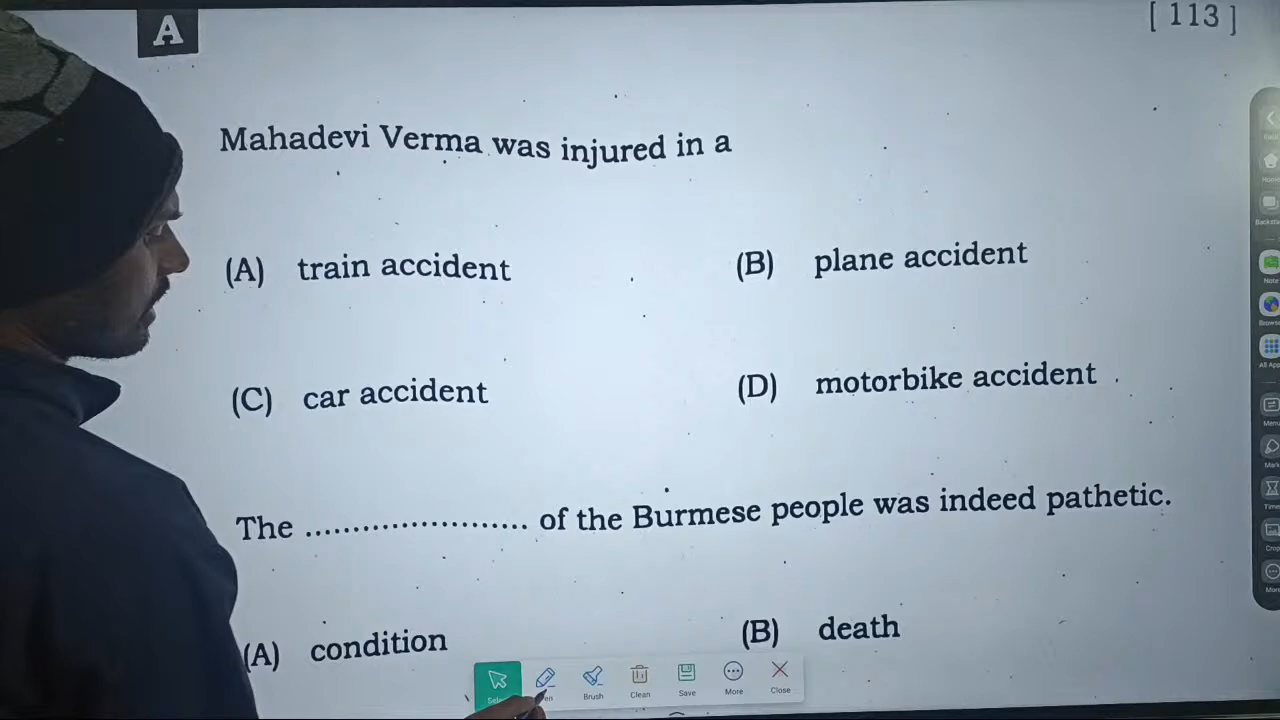 A
[ 113 ]
Mahadevi Verma was injured in a
(A) train accident
(B) plane accident
(C) car accident
(D) motorbike accident
The ....................... of the Burmese people was indeed pathetic.
(A) condition
(B) death
Brush
Clean
Save
More
Close